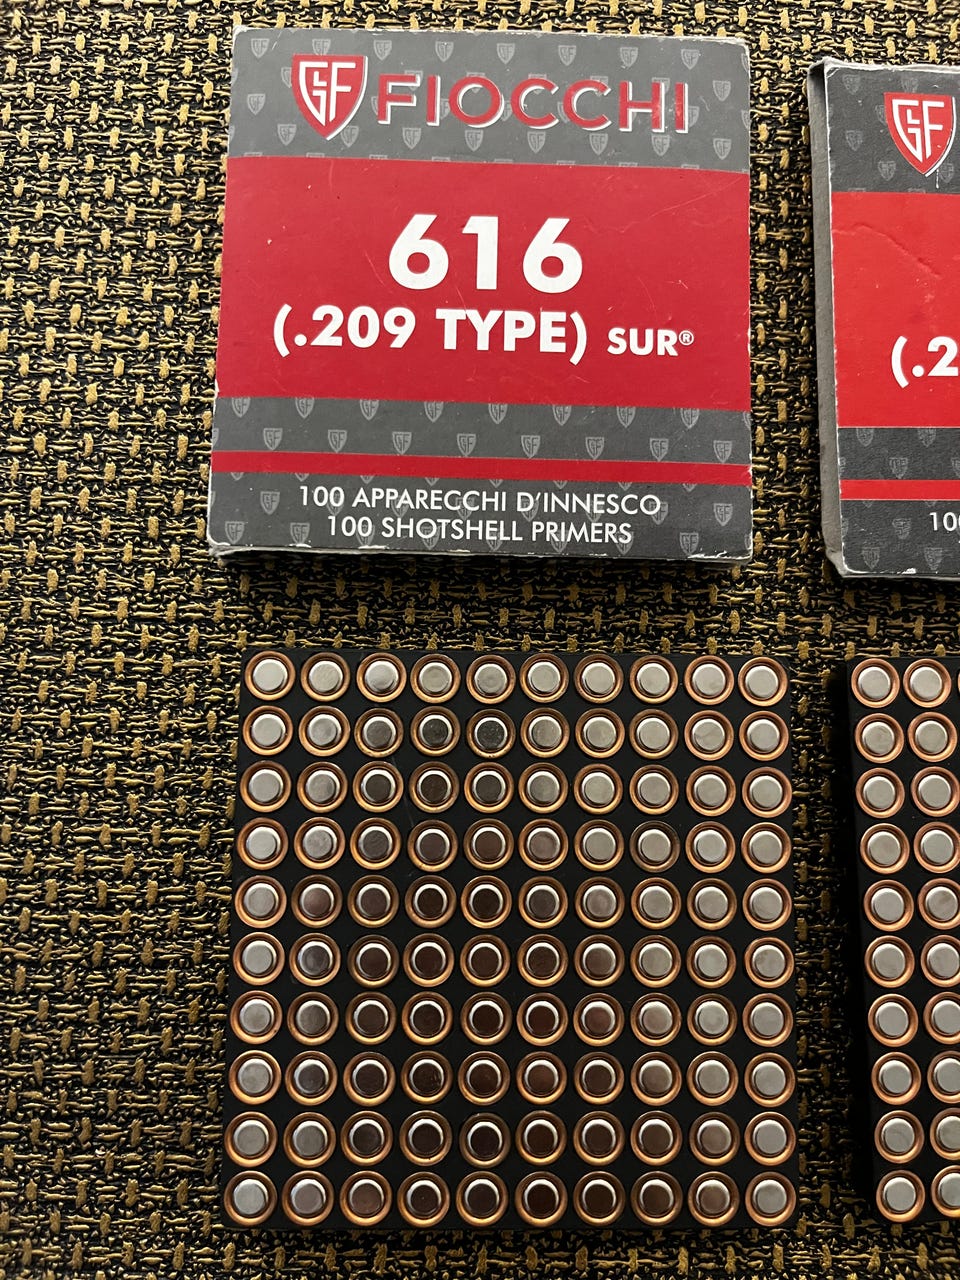 GF FIOCCHI
616
(.209 TYPE) SUR®
100 APPARECCHI D'INNESCO
100 SHOTSHELL PRIMERS
GF
(.2
10